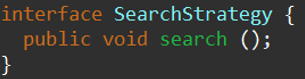 interface SearchStrategy {
  public void search ();
}